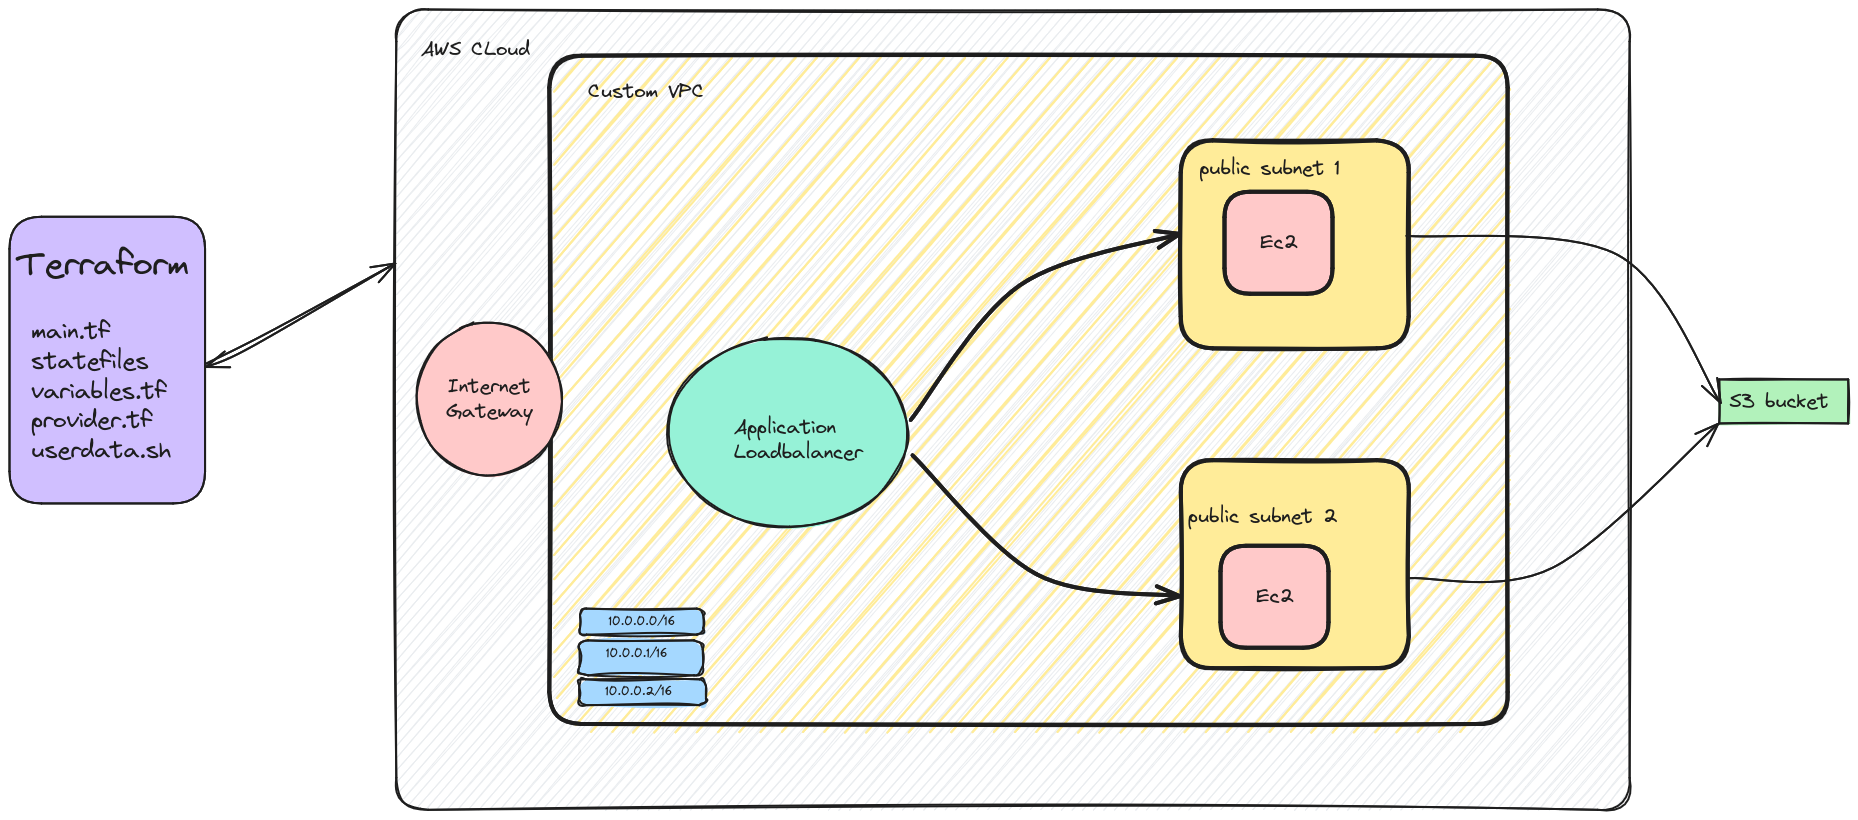 Terraform
main.tf
statefiles
variables.tf
provider.tf
userdata.sh
AWS CLoud
Custom VPC
Internet
Gateway
Application
Loadbalancer
public subnet 1
Ec2
public subnet 2
Ec2
10.0.0.0/16
10.0.0.1/16
10.0.0.2/16
S3 bucket